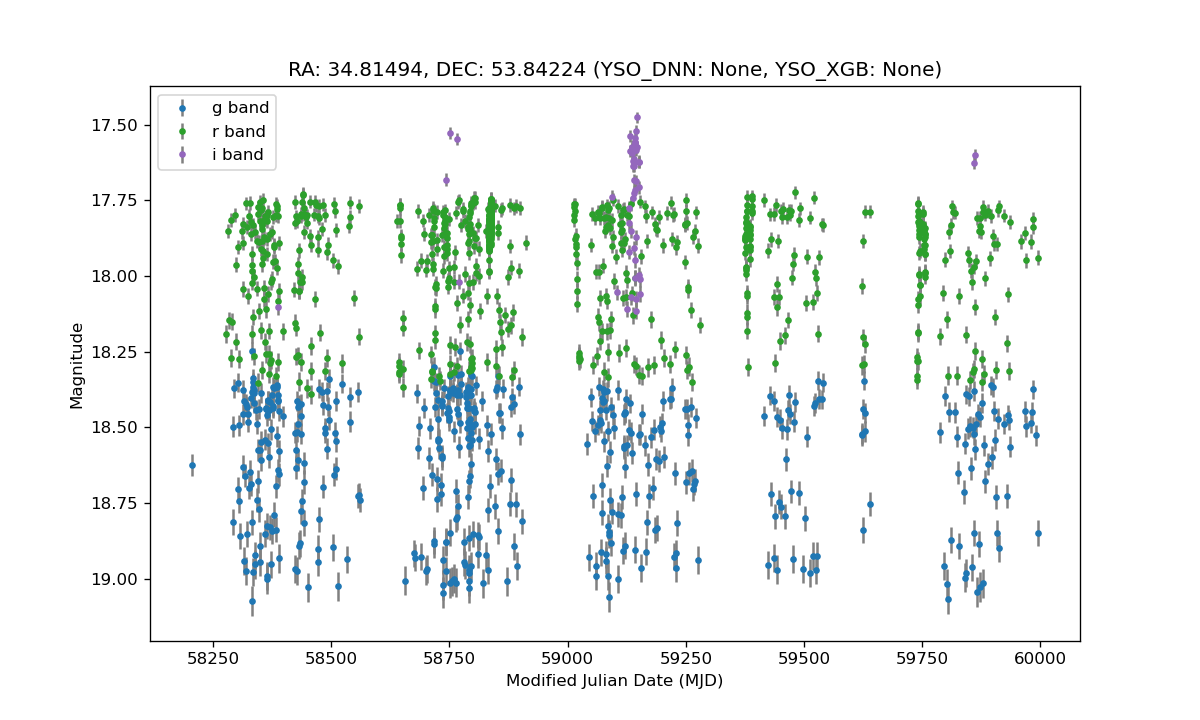 RA: 34.81494, DEC: 53.84224 (YSO_DNN: None, YSO_XGB: None)
g band
r band
i band
17.50
17.75
18.00
18.25
18.50
18.75
19.00
Magnitude
58250 58500 58750 59000 59250 59500 59750 60000
Modified Julian Date (MJD)